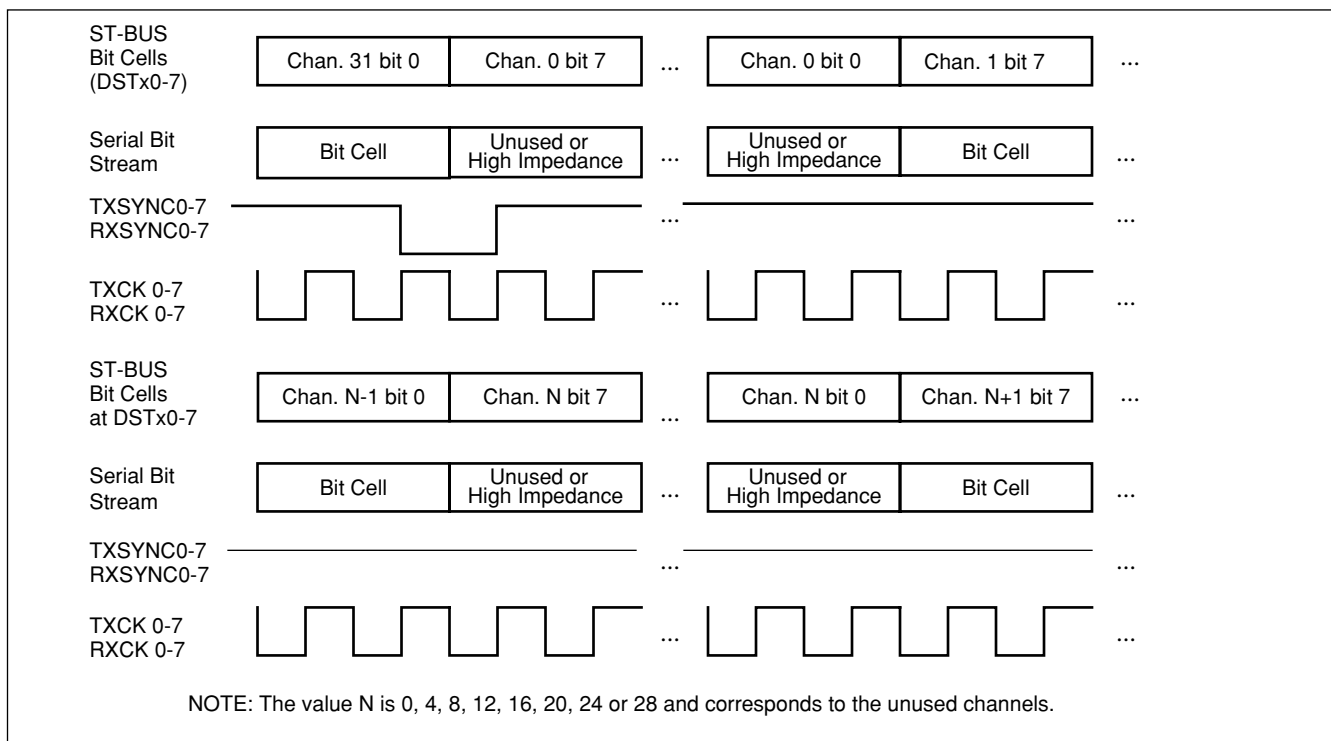 ST-BUS
Bit Cells
(DSTx0-7)
Chan. 31 bit 0
Chan. 0 bit 7
...
Chan. 0 bit 0
Chan. 1 bit 7
...
Serial Bit
Stream
Bit Cell
Unused or
High Impedance
...
Unused or
High Impedance
Bit Cell
...
TXSYNC0-7
RXSYNC0-7
...
...
TXCK 0-7
RXCK 0-7
...
...
ST-BUS
Bit Cells
at DSTx0-7
Chan. N-1 bit 0
Chan. N bit 7
...
Chan. N bit 0
Chan. N+1 bit 7
...
Serial Bit
Stream
Bit Cell
Unused or
High Impedance
...
Unused or
High Impedance
Bit Cell
...
TXSYNC0-7
RXSYNC0-7
...
...
TXCK 0-7
RXCK 0-7
...
...
NOTE: The value N is 0, 4, 8, 12, 16, 20, 24 or 28 and corresponds to the unused channels.